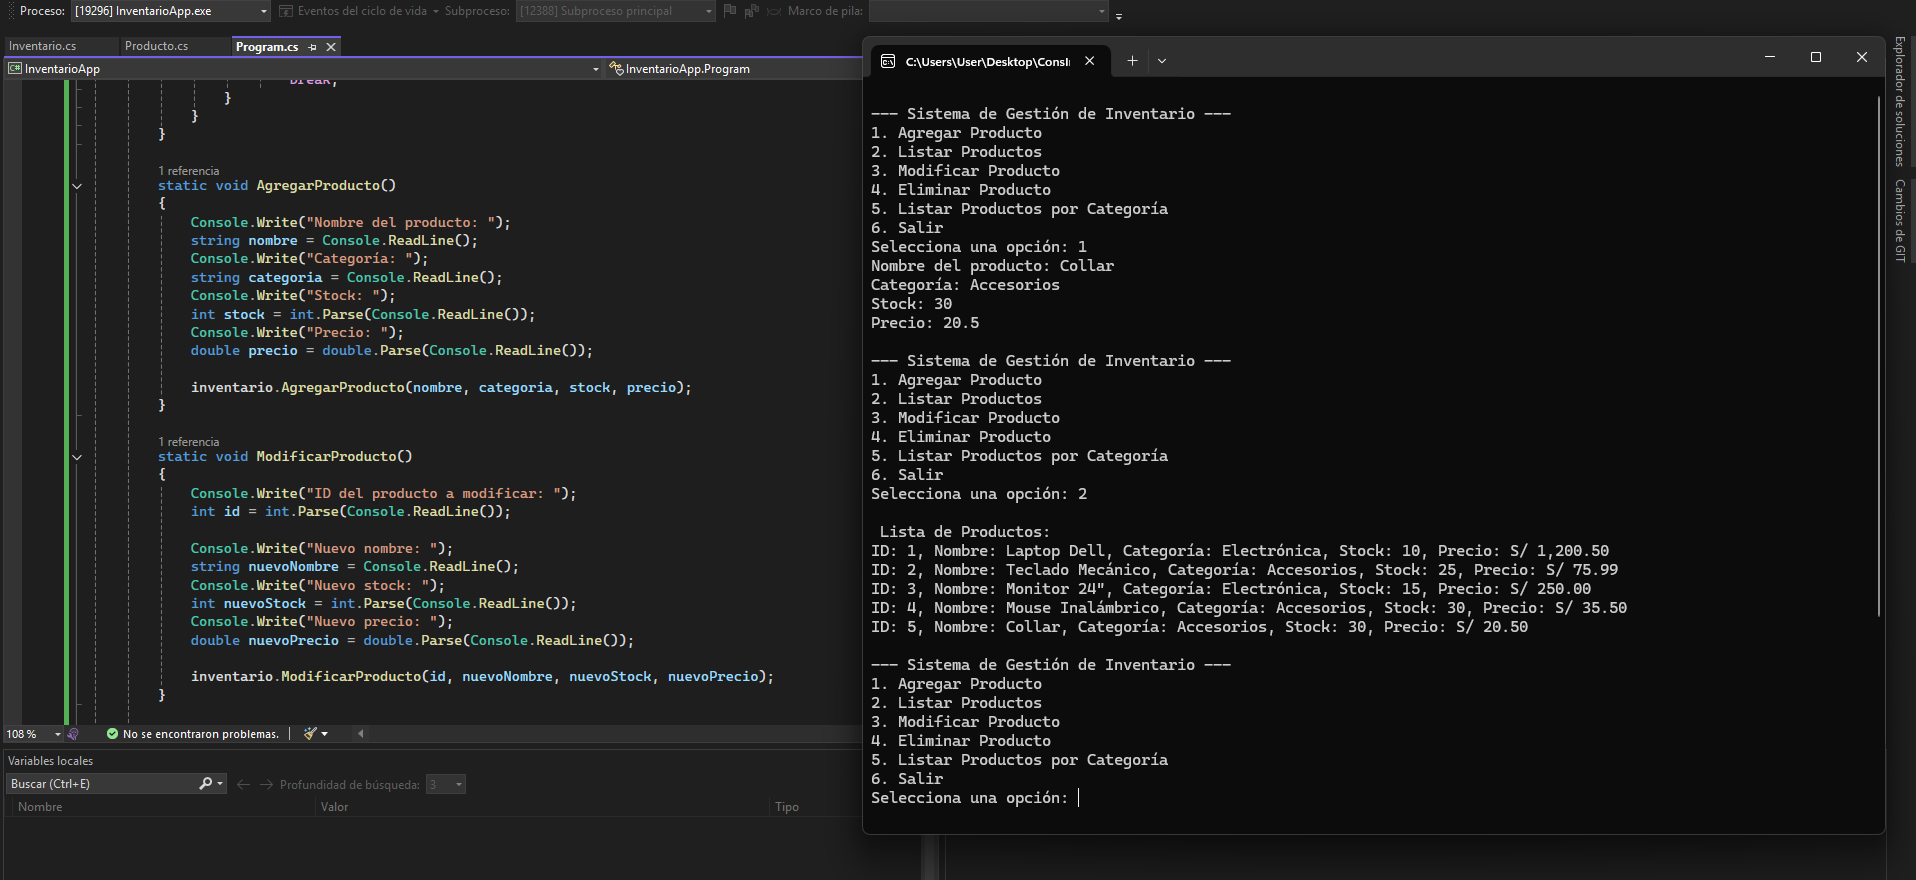 Proceso: [19296] InventarioApp.exe Eventos del ciclo de vida Subproceso: [12388] Subproceso principal Marco de pila:
Inventario.cs Producto.cs Program.cs
InventarioApp InventarioApp.Program
break;
}
}
}
1 referencia
static void AgregarProducto()
{
Console.Write("Nombre del producto: ");
string nombre = Console.ReadLine();
Console.Write("Categoría: ");
string categoria = Console.ReadLine();
Console.Write("Stock: ");
int stock = int.Parse(Console.ReadLine());
Console.Write("Precio: ");
double precio = double.Parse(Console.ReadLine());
inventario.AgregarProducto(nombre, categoria, stock, precio);
}
1 referencia
static void ModificarProducto()
{
Console.Write("ID del producto a modificar: ");
int id = int.Parse(Console.ReadLine());
Console.Write("Nuevo nombre: ");
string nuevoNombre = Console.ReadLine();
Console.Write("Nuevo stock: ");
int nuevoStock = int.Parse(Console.ReadLine());
Console.Write("Nuevo precio: ");
double nuevoPrecio = double.Parse(Console.ReadLine());
inventario.ModificarProducto(id, nuevoNombre, nuevoStock, nuevoPrecio);
}
108 % No se encontraron problemas.
Variables locales
Buscar (Ctrl+E) Profundidad de búsqueda: 3
Nombre Valor Tipo
C:\Users\User\Desktop\ConsI
--- Sistema de Gestión de Inventario ---
1. Agregar Producto
2. Listar Productos
3. Modificar Producto
4. Eliminar Producto
5. Listar Productos por Categoría
6. Salir
Selecciona una opción: 1
Nombre del producto: Collar
Categoría: Accesorios
Stock: 30
Precio: 20.5
--- Sistema de Gestión de Inventario ---
1. Agregar Producto
2. Listar Productos
3. Modificar Producto
4. Eliminar Producto
5. Listar Productos por Categoría
6. Salir
Selecciona una opción: 2
Lista de Productos:
ID: 1, Nombre: Laptop Dell, Categoría: Electrónica, Stock: 10, Precio: S/ 1,200.50
ID: 2, Nombre: Teclado Mecánico, Categoría: Accesorios, Stock: 25, Precio: S/ 75.99
ID: 3, Nombre: Monitor 24", Categoría: Electrónica, Stock: 15, Precio: S/ 250.00
ID: 4, Nombre: Mouse Inalámbrico, Categoría: Accesorios, Stock: 30, Precio: S/ 35.50
ID: 5, Nombre: Collar, Categoría: Accesorios, Stock: 30, Precio: S/ 20.50
--- Sistema de Gestión de Inventario ---
1. Agregar Producto
2. Listar Productos
3. Modificar Producto
4. Eliminar Producto
5. Listar Productos por Categoría
6. Salir
Selecciona una opción:
Explorador de soluciones
Cambios de GIT